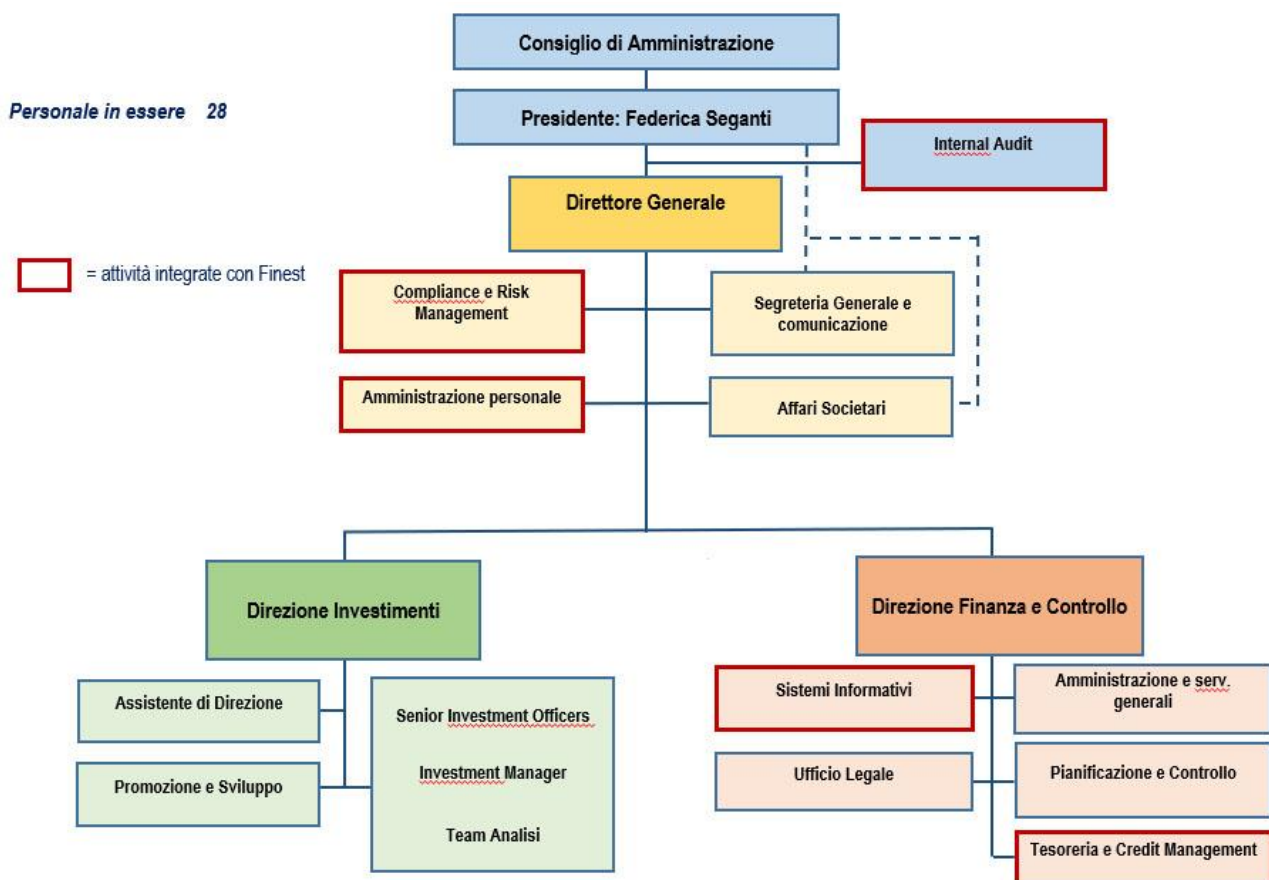 Consiglio di Amministrazione
Personale in essere 28
Presidente: Federica Seganti
Internal Audit
Direttore Generale
= attività integrate con Finest
Compliance e Risk
Management
Segreteria Generale e
comunicazione
Amministrazione personale
Affari Societari
Direzione Investimenti
Direzione Finanza e Controllo
Assistente di Direzione
Senior Investment Officers
Investment Manager
Team Analisi
Promozione e Sviluppo
Sistemi Informativi
Amministrazione e serv.
generali
Ufficio Legale
Pianificazione e Controllo
Tesoreria e Credit Management